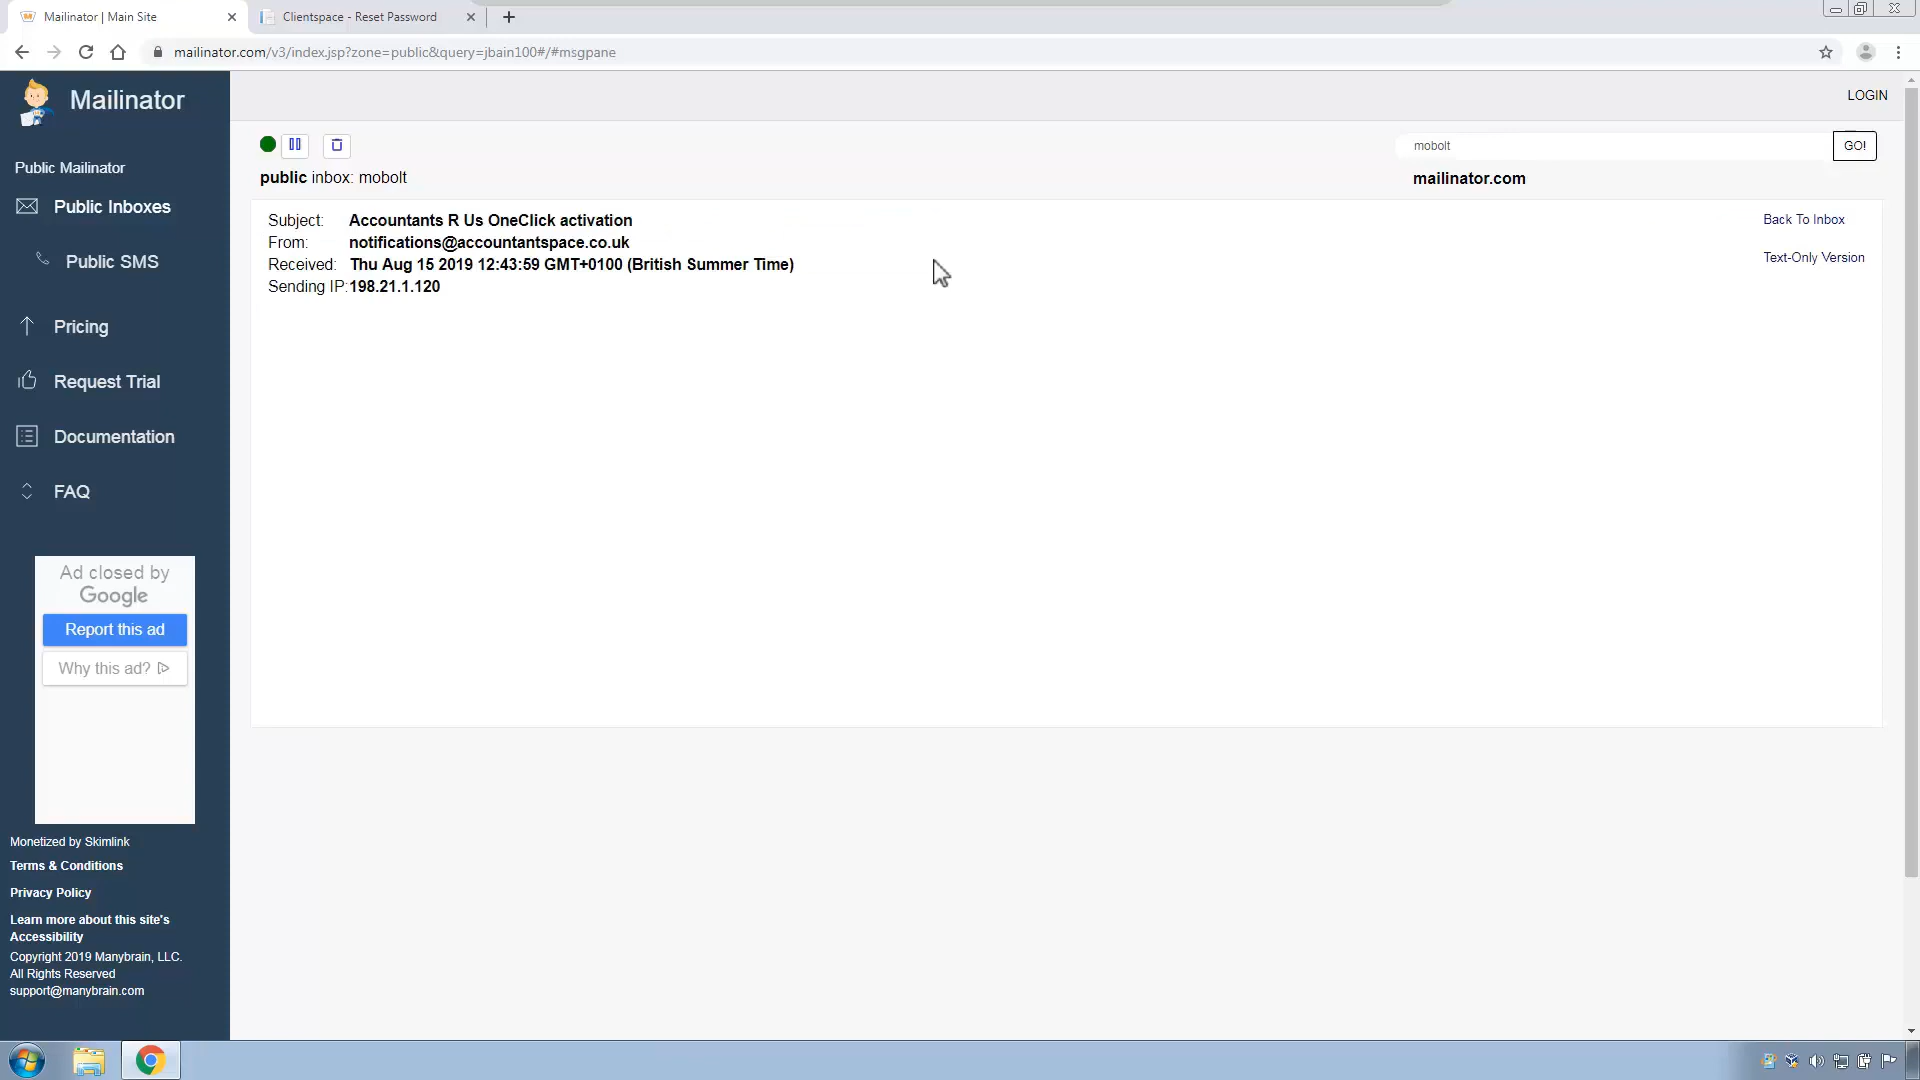 Mailinator | Main Site
Clientspace - Reset Password
mailinator.com/v3/index.jsp?zone=public&query=jbain100#/#msgpane
Mailinator
LOGIN
mobolt
GO!
public inbox: mobolt
mailinator.com
Public Mailinator
Public Inboxes
Public SMS
Pricing
Request Trial
Documentation
FAQ
Subject: Accountants R Us OneClick activation
From: notifications@accountantspace.co.uk
Received: Thu Aug 15 2019 12:43:59 GMT+0100 (British Summer Time)
Sending IP: 198.21.1.120
Back To Inbox
Text-Only Version
Ad closed by
Google
Report this ad
Why this ad?
Monetized by Skimlink
Terms & Conditions
Privacy Policy
Learn more about this site's
Accessibility
Copyright 2019 Manybrain, LLC.
All Rights Reserved
support@manybrain.com